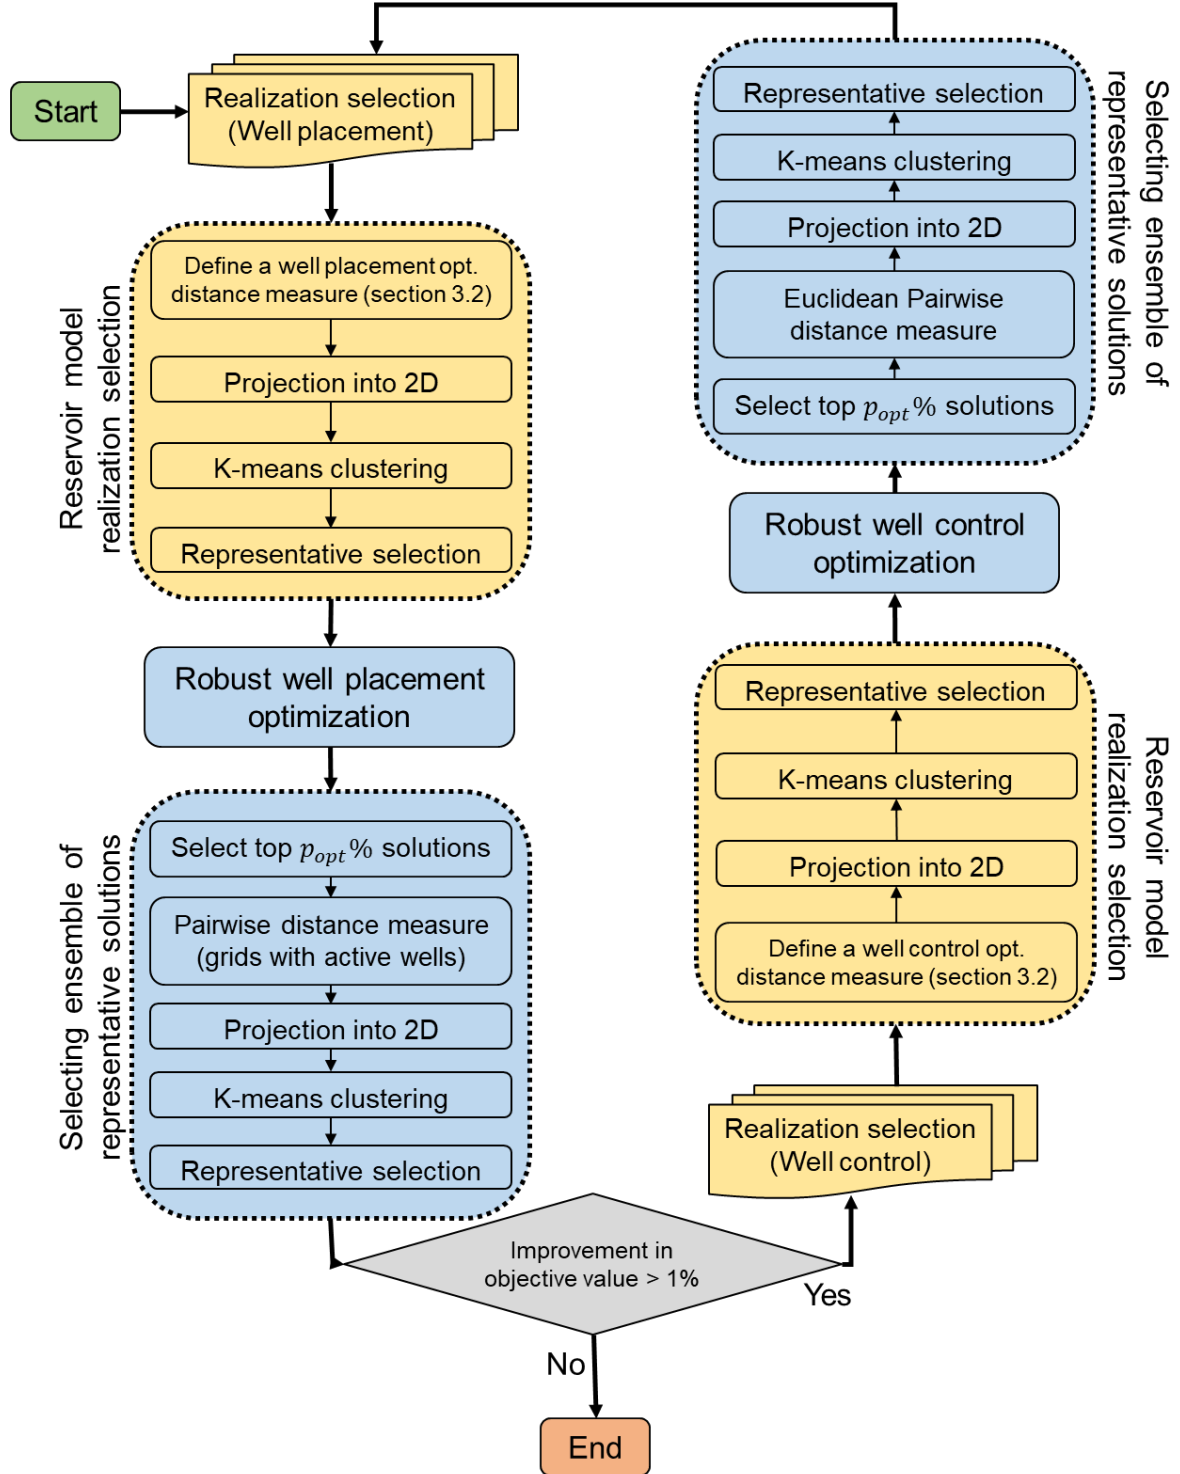 Start
Realization selection
(Well placement)
Reservoir model
realization selection
Define a well placement opt.
distance measure (section 3.2)
Projection into 2D
K-means clustering
Representative selection
Robust well placement
optimization
Selecting ensemble of
representative solutions
Select top p_opt% solutions
Pairwise distance measure
(grids with active wells)
Projection into 2D
K-means clustering
Representative selection
Improvement in
objective value > 1%
Yes
No
End
Realization selection
(Well control)
Reservoir model
realization selection
Define a well control opt.
distance measure (section 3.2)
Projection into 2D
K-means clustering
Representative selection
Robust well control
optimization
Selecting ensemble of
representative solutions
Select top p_opt% solutions
Euclidean Pairwise
distance measure
Projection into 2D
K-means clustering
Representative selection